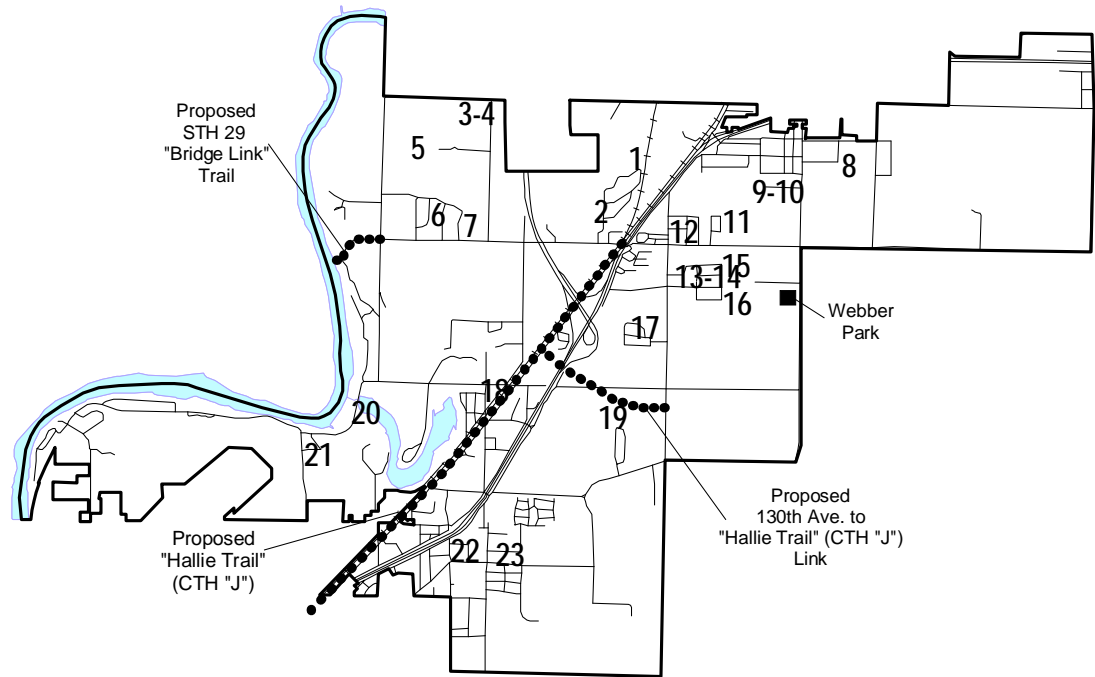 Proposed
STH 29
"Bridge Link"
Trail
3-4
5
1
8
9-10
6
7
2
11
12
15
13-14
16
Webber
Park
17
18
20
19
21
Proposed
"Hallie Trail"
(CTH "J")
Proposed
130th Ave. to
"Hallie Trail" (CTH "J")
Link
22
23